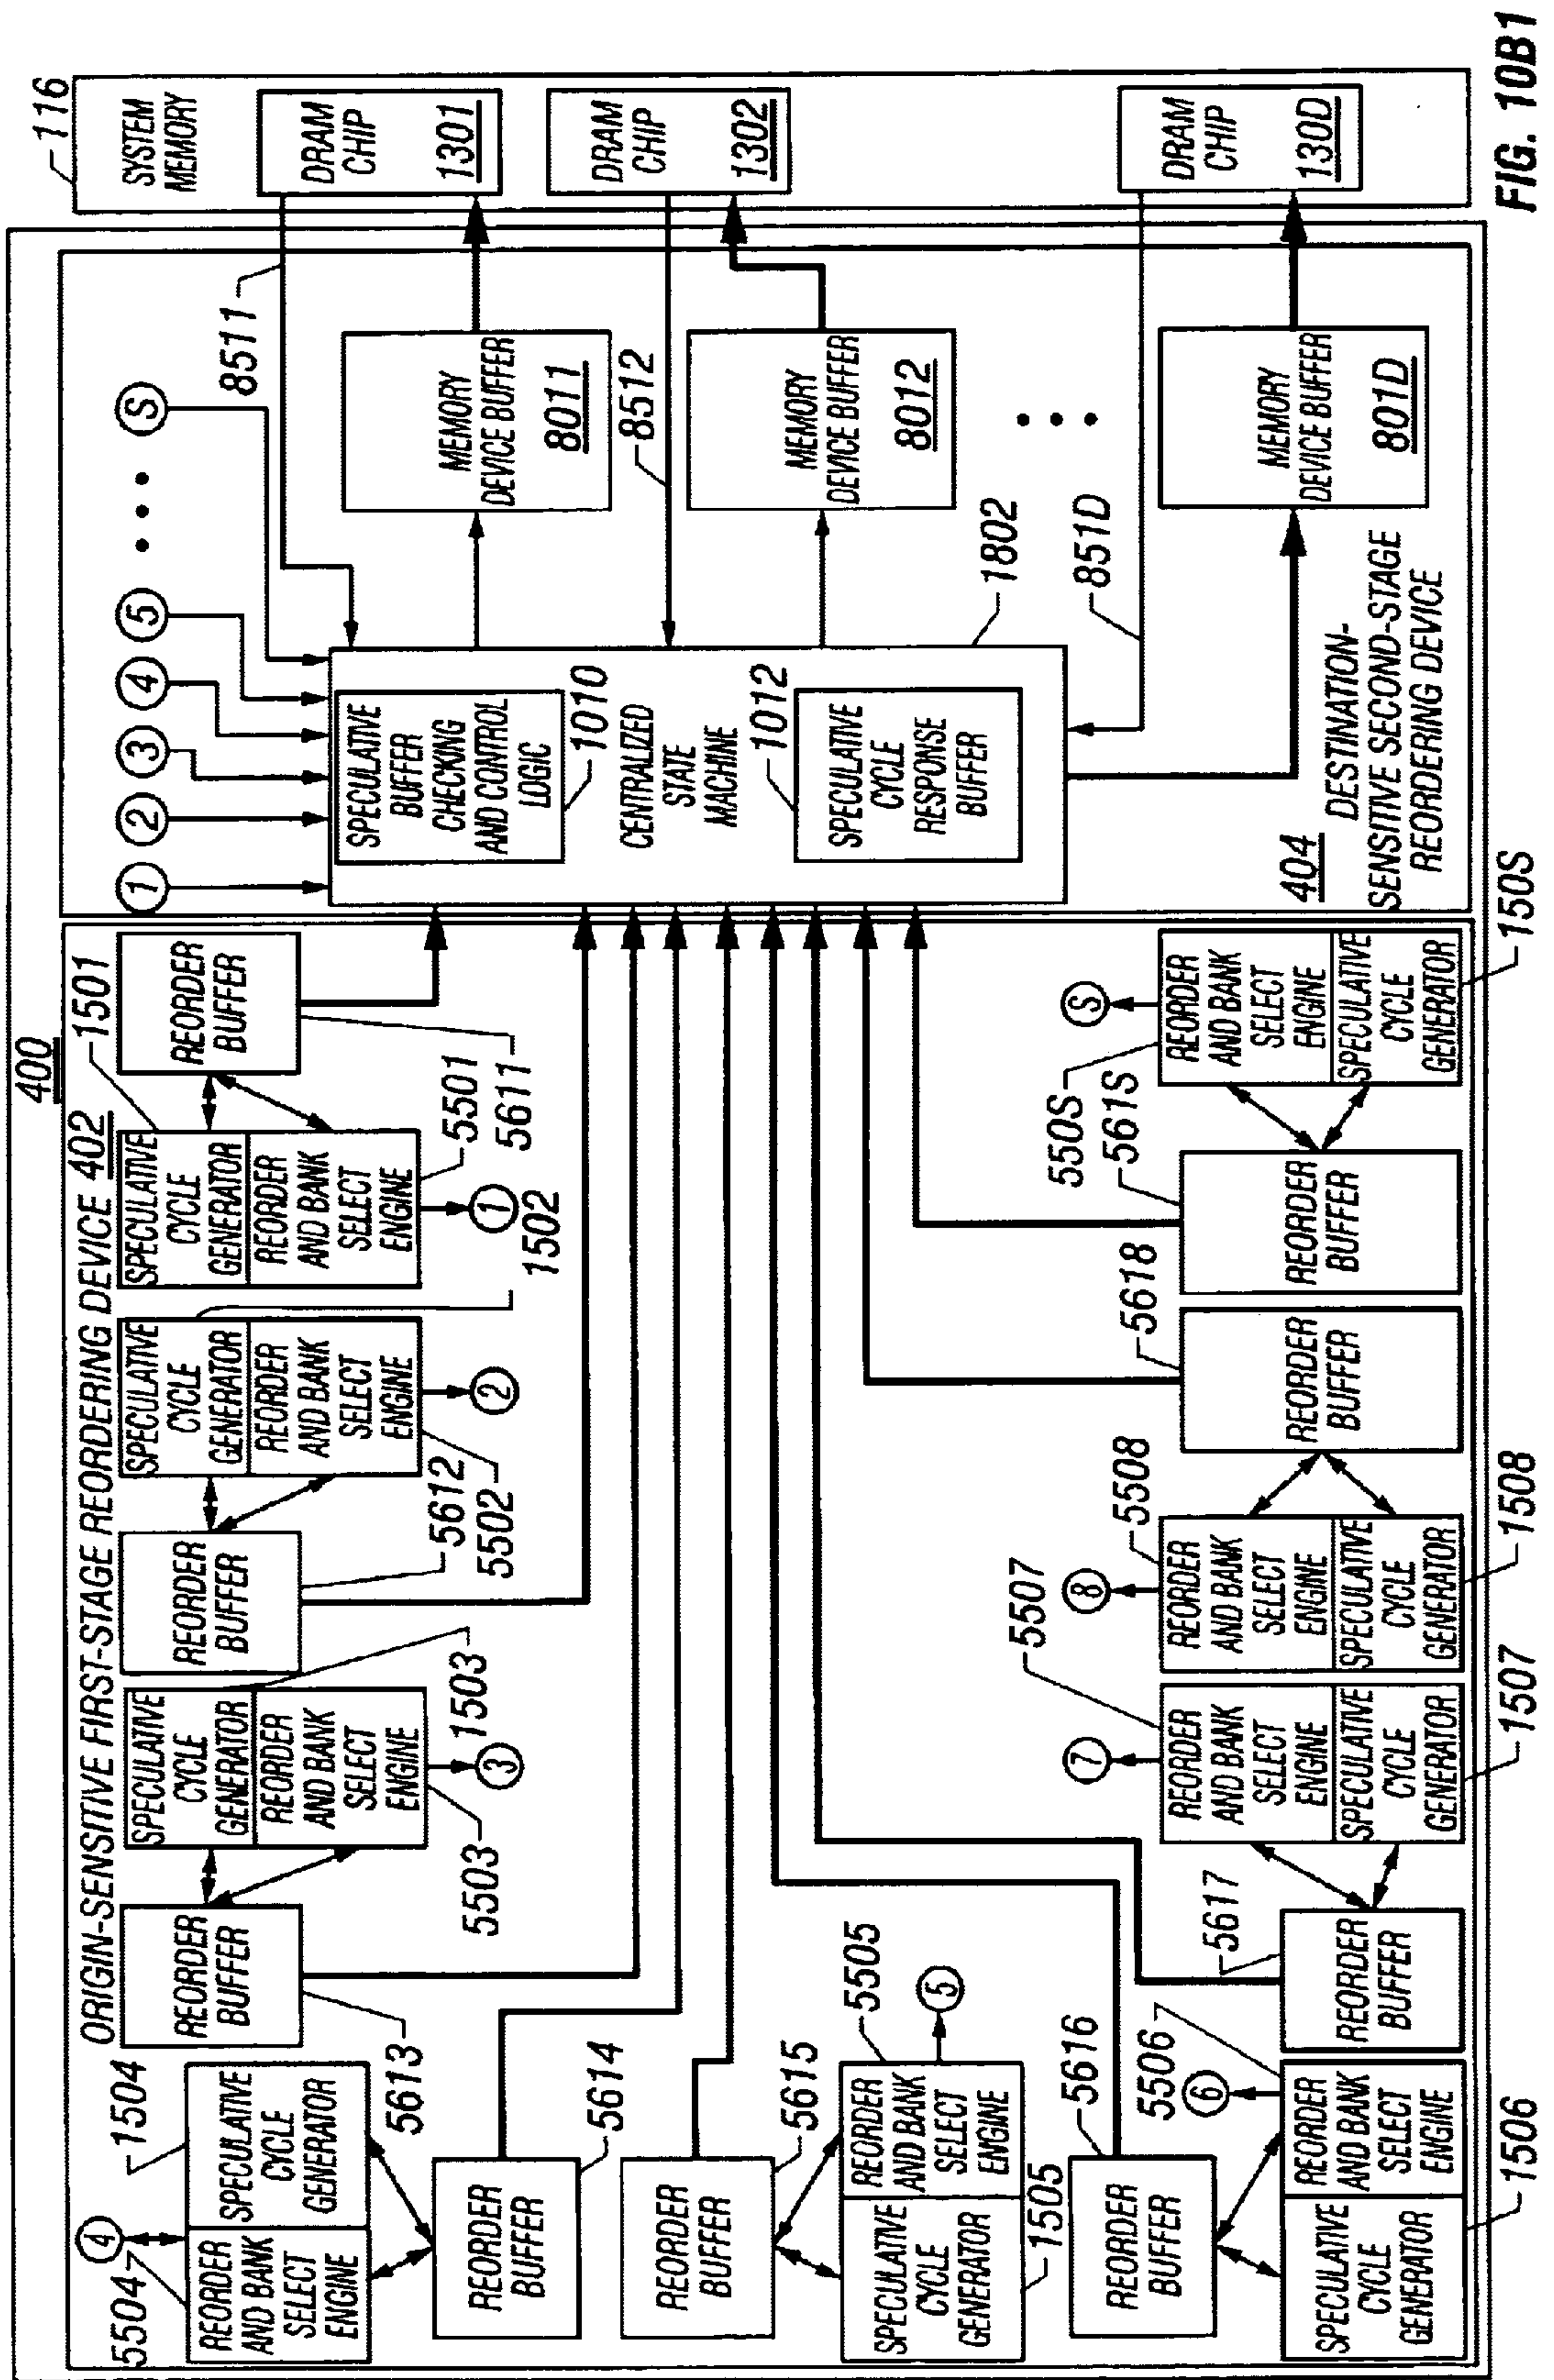 400
ORIGIN-SENSITIVE FIRST-STAGE REORDERING DEVICE 402
1504
4
5504
SPECULATIVE
CYCLE
GENERATOR
REORDER
AND BANK
SELECT
ENGINE
5613
REORDER
BUFFER
SPECULATIVE
CYCLE
GENERATOR
REORDER
AND BANK
SELECT
ENGINE
1503
5503
3
REORDER
BUFFER
5612
5502
SPECULATIVE
CYCLE
GENERATOR
REORDER
AND BANK
SELECT
ENGINE
2
1502
SPECULATIVE
CYCLE
GENERATOR
REORDER
AND BANK
SELECT
ENGINE
1
1501
5501
5611
REORDER
BUFFER
REORDER
BUFFER
5614
REORDER
BUFFER
5615
REORDER
AND BANK
SELECT
ENGINE
5505
5
SPECULATIVE
CYCLE
GENERATOR
1505
REORDER
BUFFER
5616
5506
6
REORDER
AND BANK
SELECT
ENGINE
SPECULATIVE
CYCLE
GENERATOR
1506
5617
REORDER
BUFFER
5507
7
REORDER
AND BANK
SELECT
ENGINE
SPECULATIVE
CYCLE
GENERATOR
1507
5508
8
REORDER
AND BANK
SELECT
ENGINE
SPECULATIVE
CYCLE
GENERATOR
1508
5618
REORDER
BUFFER
5561S
REORDER
BUFFER
550S
S
REORDER
AND BANK
SELECT
ENGINE
SPECULATIVE
CYCLE
GENERATOR
150S
1
2
3
4
5
S
SPECULATIVE
BUFFER
CHECKING
AND CONTROL
LOGIC
1010
CENTRALIZED
STATE
MACHINE
1012
SPECULATIVE
CYCLE
RESPONSE
BUFFER
1802
8511
MEMORY
DEVICE BUFFER
8011
8512
MEMORY
DEVICE BUFFER
8012
851D
MEMORY
DEVICE BUFFER
801D
404 DESTINATION-
SENSITIVE SECOND-STAGE
REORDERING DEVICE
116
SYSTEM
MEMORY
DRAM
CHIP
1301
DRAM
CHIP
1302
DRAM
CHIP
130D
FIG. 10B1